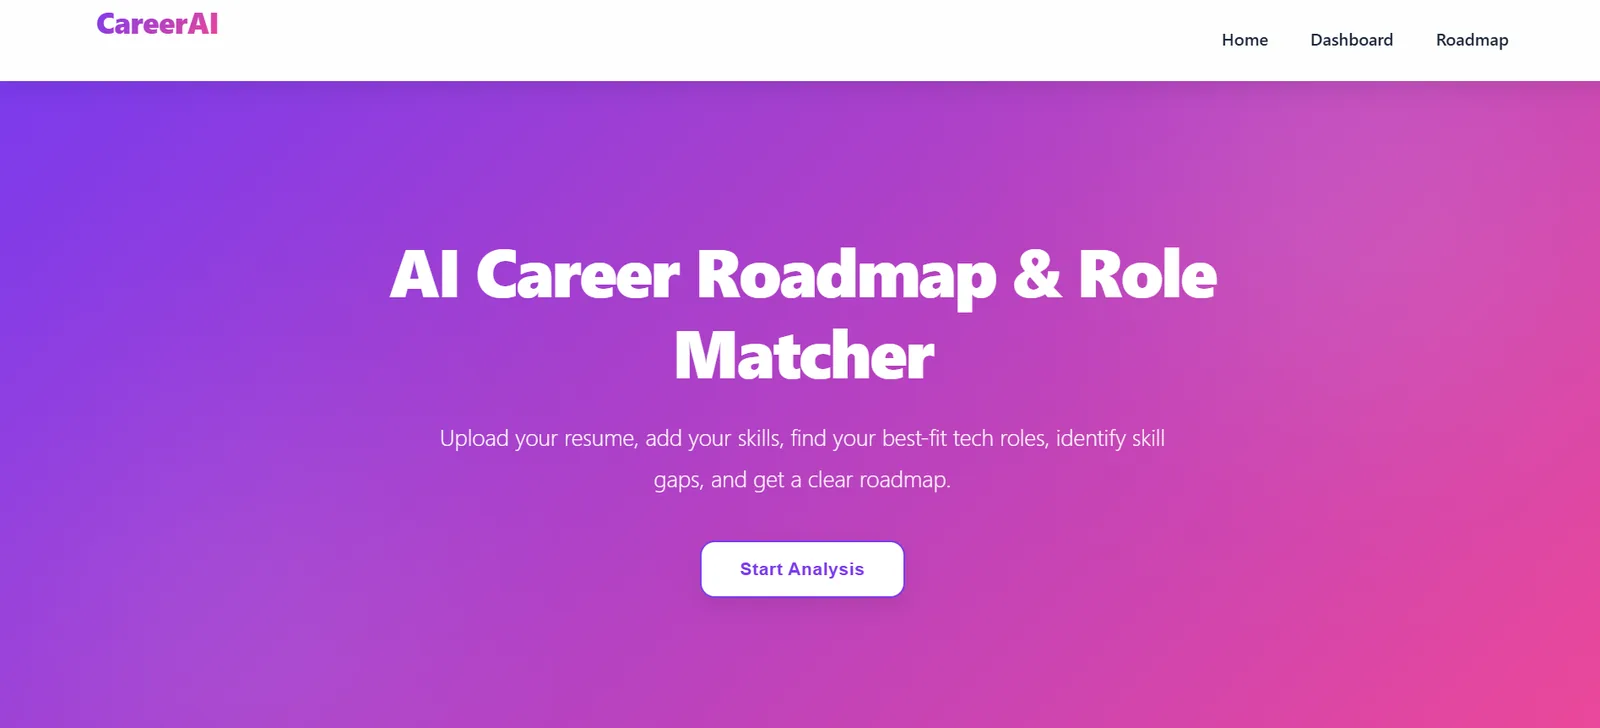 CareerAI
Home
Dashboard
Roadmap
AI Career Roadmap & Role
Matcher
Upload your resume, add your skills, find your best-fit tech roles, identify skill
gaps, and get a clear roadmap.
Start Analysis